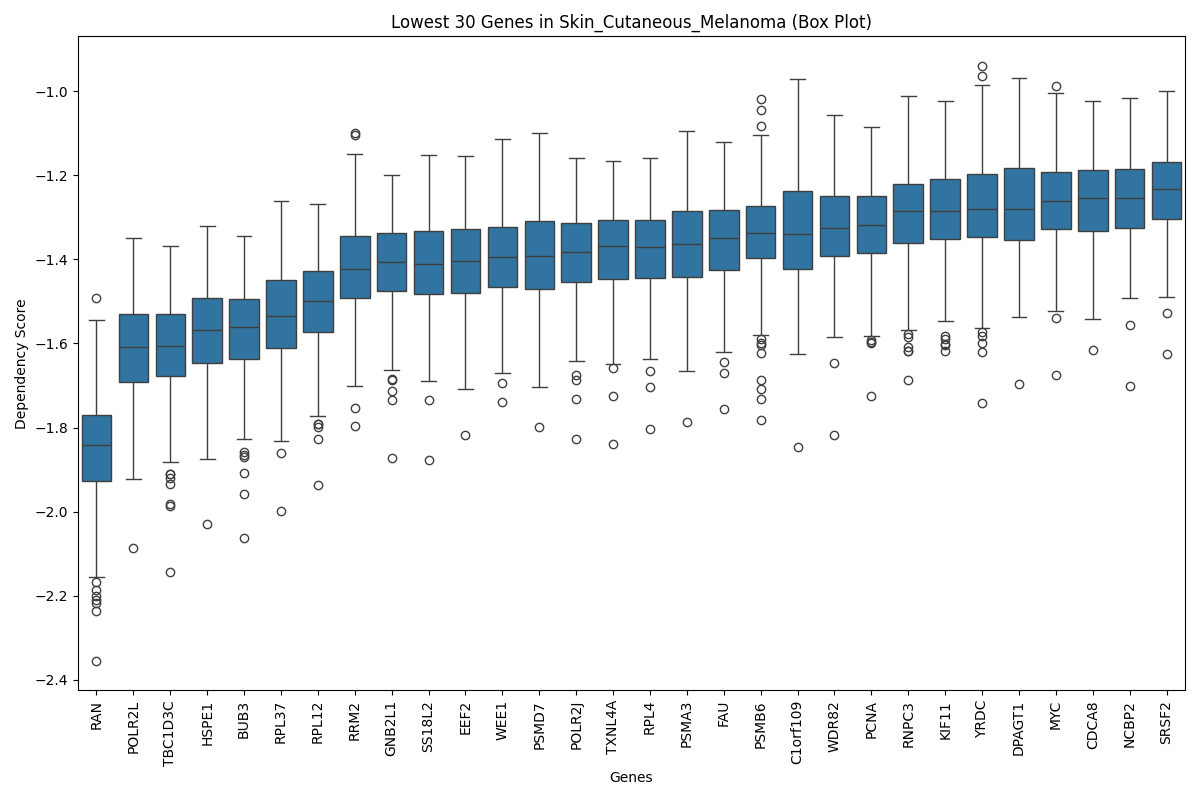 Lowest 30 Genes in Skin_Cutaneous_Melanoma (Box Plot)
Dependency Score
−1.0
−1.2
−1.4
−1.6
−1.8
−2.0
−2.2
−2.4
RAN
POLR2L
TBC1D3C
HSPE1
BUB3
RPL37
RPL12
RRM2
GNB2L1
SS18L2
EEF2
WEE1
PSMD7
POLR2J
TXNL4A
RPL4
PSMA3
FAU
PSMB6
C1orf109
WDR82
PCNA
RNPC3
KIF11
YRDC
DPAGT1
MYC
CDCA8
NCBP2
SRSF2
Genes